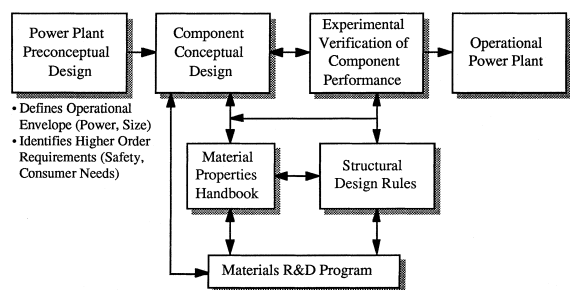 Power Plant
Preconceptual
Design
Component
Conceptual
Design
Experimental
Verification of
Component
Performance
Operational
Power Plant
• Defines Operational
Envelope (Power, Size)
• Identifies Higher Order
Requirements (Safety,
Consumer Needs)
Material
Properties
Handbook
Structural
Design Rules
Materials R&D Program